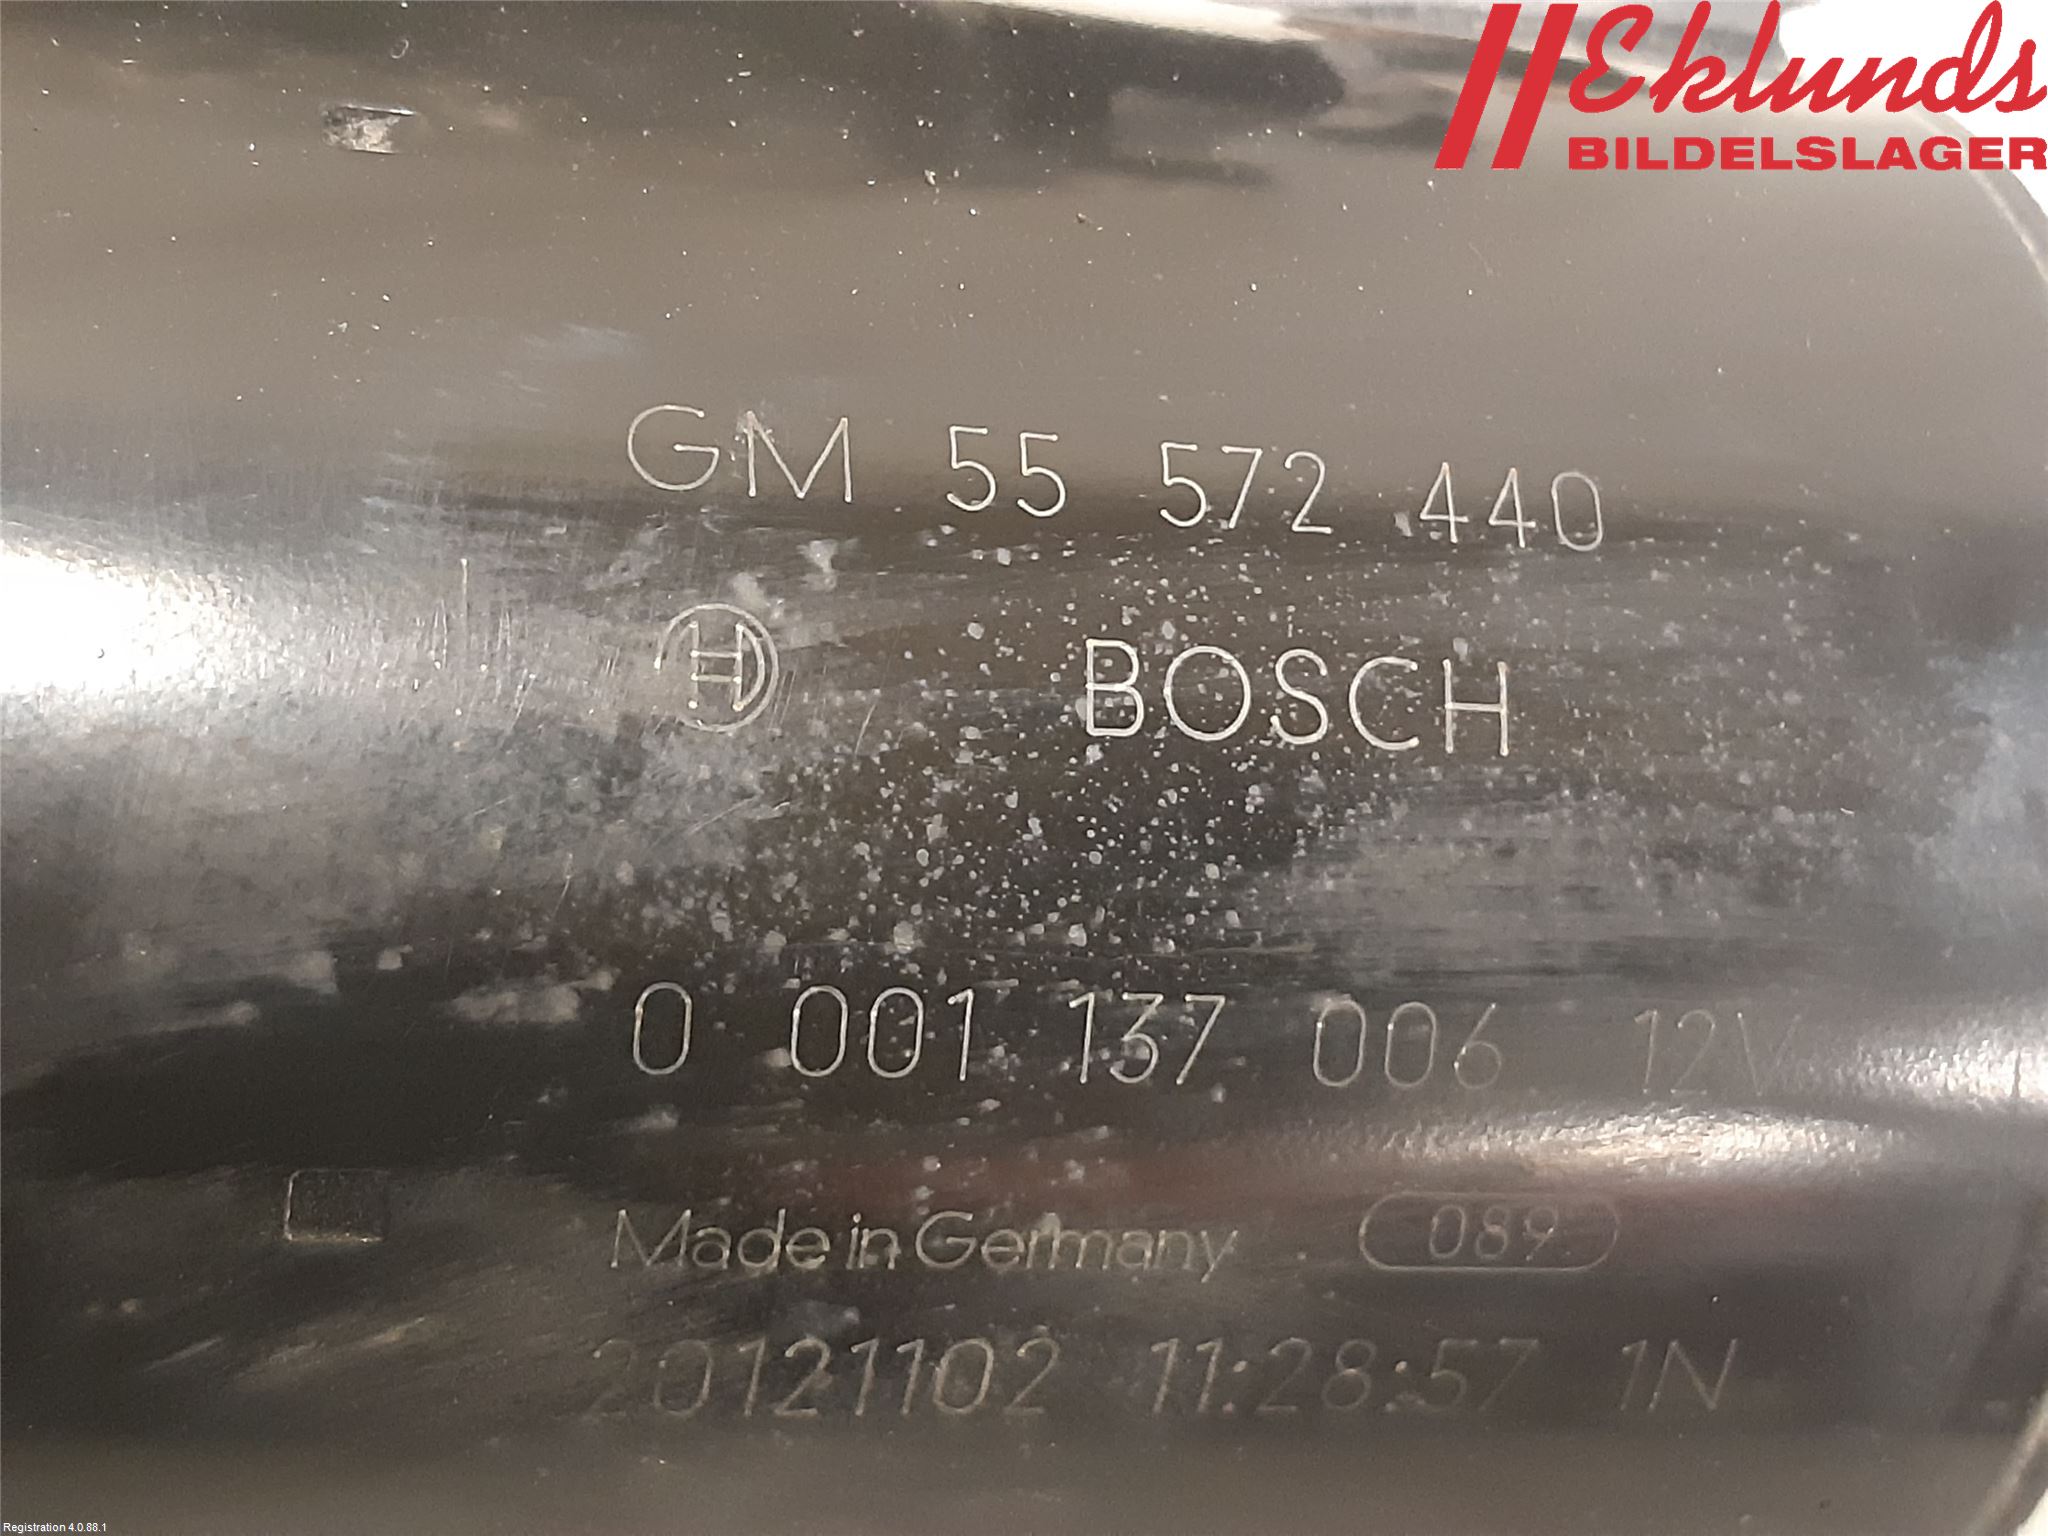 Eklunds
BILDELSLAGER
GM 55 572 440
BOSCH
0 001 137 006 12V
Made in Germany 089
20121102 11:28:57 1N
Registration 4.0.88.1